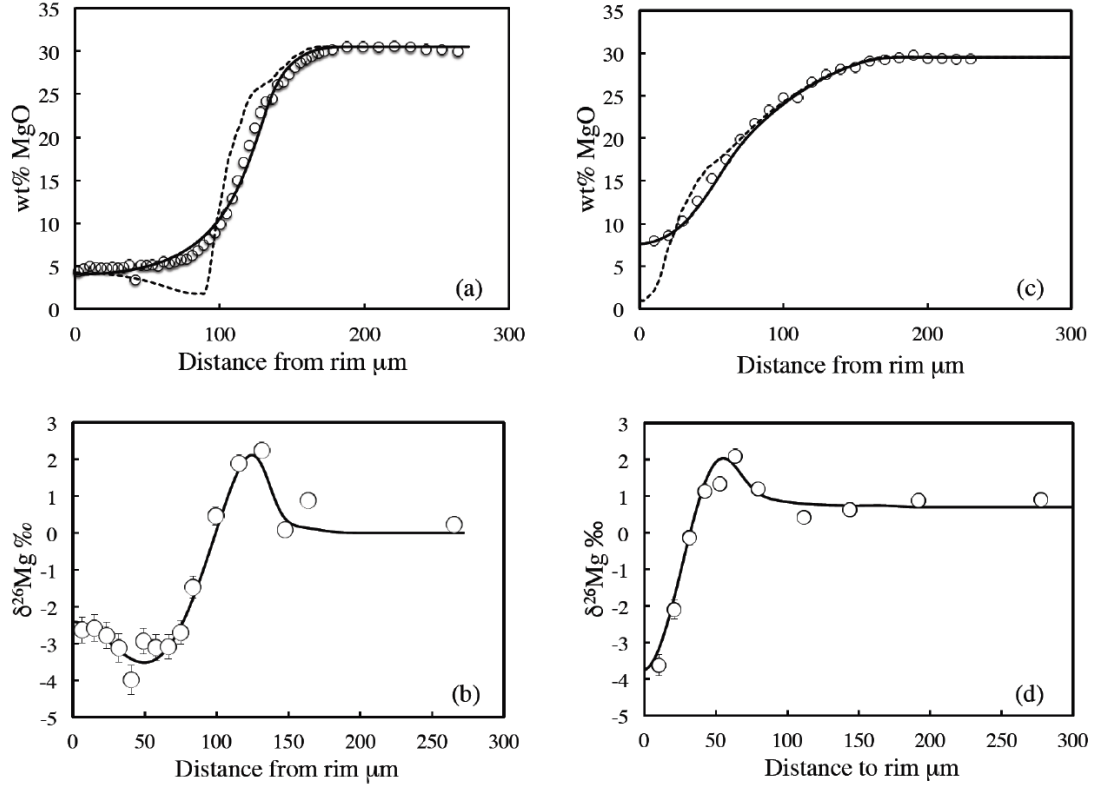 35
30
25
20
15
10
5
0
wt% MgO
0 100 200 300
Distance from rim μm
(a)
35
30
25
20
15
10
5
0
wt% MgO
0 100 200 300
Distance from rim μm
(c)
3
2
1
0
-1
-2
-3
-4
-5
δ²⁶Mg ‰
0 50 100 150 200 250 300
Distance from rim μm
(b)
3
2
1
0
-1
-2
-3
-4
-5
δ²⁶Mg ‰
0 50 100 150 200 250 300
Distance to rim μm
(d)